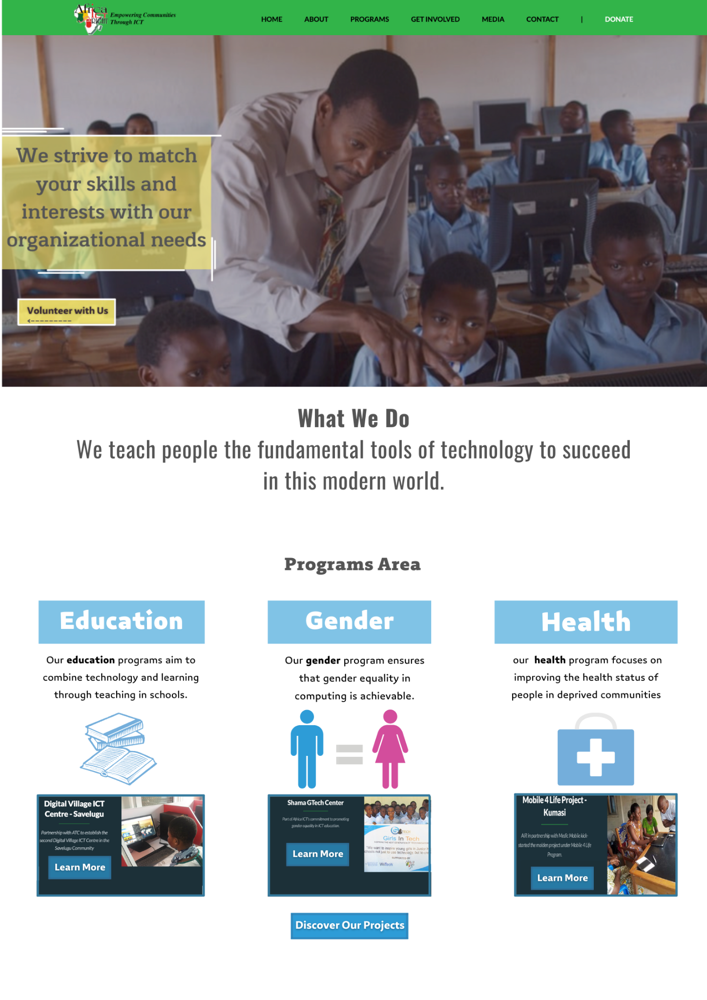 Africa
ICT
RIGHT
Empowering Communities
Through ICT
HOME ABOUT PROGRAMS GET INVOLVED MEDIA CONTACT | DONATE
We strive to match
your skills and
interests with our
organizational needs
Volunteer with Us
What We Do
We teach people the fundamental tools of technology to succeed
in this modern world.
Programs Area
Education
Our education programs aim to
combine technology and learning
through teaching in schools.
Digital Village ICT
Centre - Savelugu
Partnership with ATC to establish the
second Digital Village ICT Centre in the
Savelugu Community
Learn More
Gender
Our gender program ensures
that gender equality in
computing is achievable.
Shama GTech Center
Part of Africa ICT's commitment to promoting
gender equality in ICT education.
Learn More
Girls In Tech
"We want to inspire young girls in Junior H
schools not just to use technology, but to cre
SUPPORTED BY
WiiTech
Health
our health program focuses on
improving the health status of
people in deprived communities
Mobile 4 Life Project -
Kumasi
AIR in partnership with Medic Mobile kick-
started the maiden project under Mobile 4 Life
Program.
Learn More
Discover Our Projects